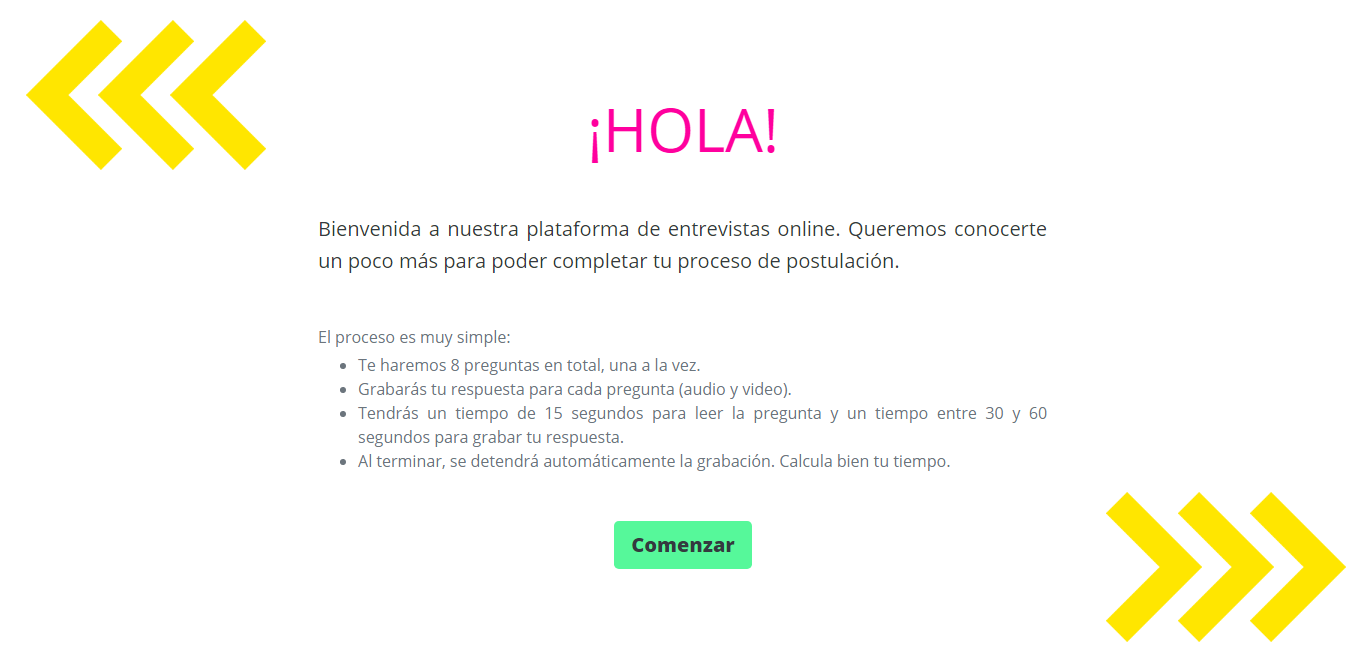 ¡HOLA!
Bienvenida a nuestra plataforma de entrevistas online. Queremos conocerte
un poco más para poder completar tu proceso de postulación.
El proceso es muy simple:
Te haremos 8 preguntas en total, una a la vez.
Grabarás tu respuesta para cada pregunta (audio y video).
Tendrás un tiempo de 15 segundos para leer la pregunta y un tiempo entre 30 y 60
segundos para grabar tu respuesta.
Al terminar, se detendrá automáticamente la grabación. Calcula bien tu tiempo.
Comenzar